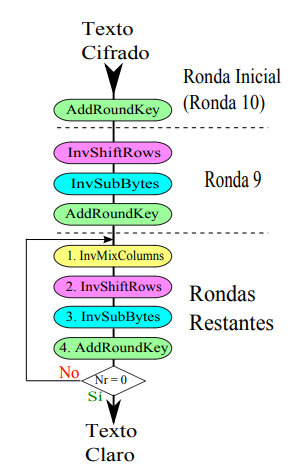 Texto
Cifrado
Ronda Inicial
(Ronda 10)
AddRoundKey
InvShiftRows
InvSubBytes
Ronda 9
AddRoundKey
1. InvMixColumns
2. InvShiftRows
Rondas
Restantes
3. InvSubBytes
4. AddRoundKey
No
Nr = 0
Sí
Texto
Claro